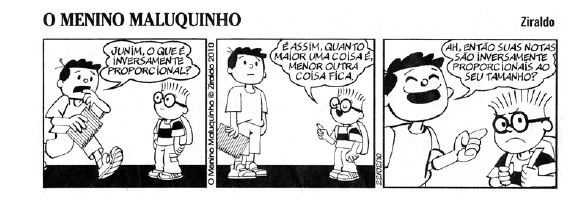 O MENINO MALUQUINHO
Ziraldo
JUNIM, O QUE É
INVERSAMENTE
PROPORCIONAL?
O Menino Maluquinho © Ziraldo 2010
É ASSIM, QUANTO
MAIOR UMA COISA É,
MENOR OUTRA
COISA FICA.
22/02/10
AH, ENTÃO SUAS NOTAS
SÃO INVERSAMENTE
PROPORCIONAIS AO
SEU TAMANHO?